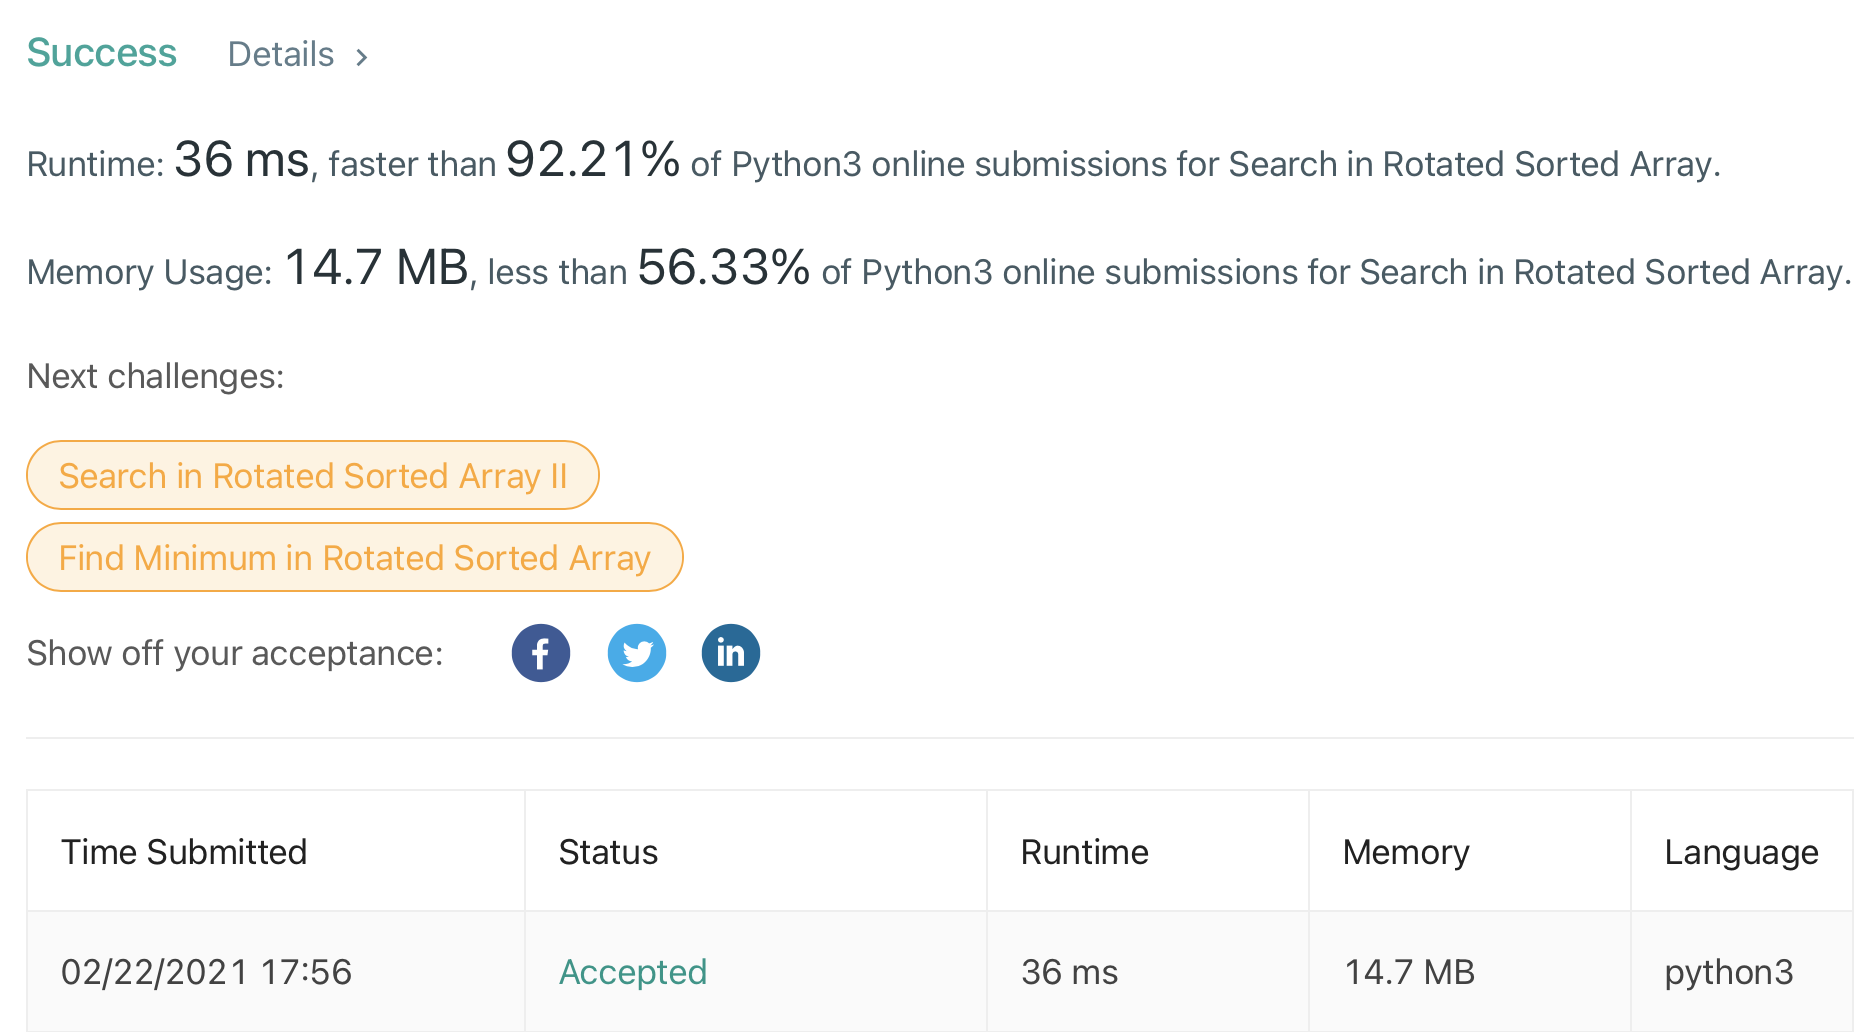 Success Details >
Runtime: 36 ms, faster than 92.21% of Python3 online submissions for Search in Rotated Sorted Array.
Memory Usage: 14.7 MB, less than 56.33% of Python3 online submissions for Search in Rotated Sorted Array.
Next challenges:
Search in Rotated Sorted Array II
Find Minimum in Rotated Sorted Array
Show off your acceptance: f in
Time Submitted Status Runtime Memory Language
02/22/2021 17:56 Accepted 36 ms 14.7 MB python3